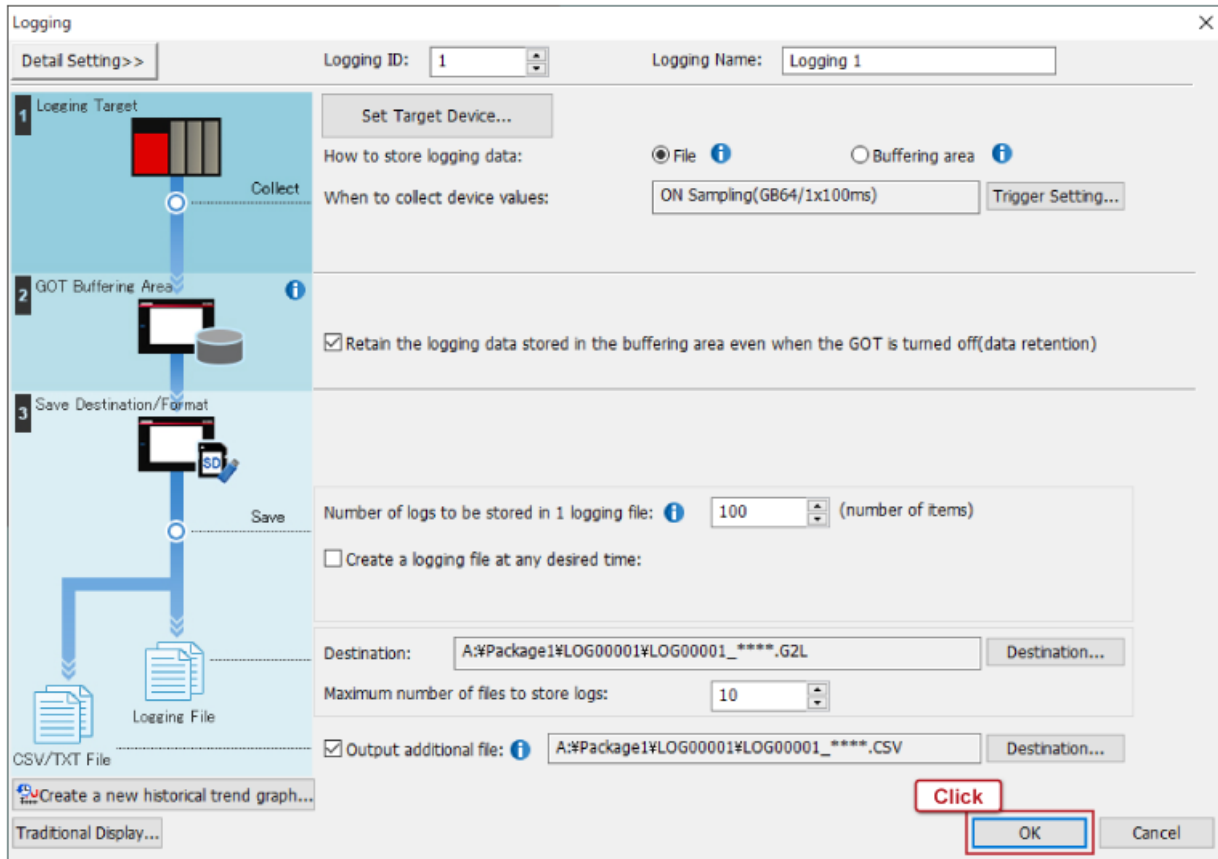 Logging
Detail Setting>>
Logging ID: 1
Logging Name: Logging 1
1 Logging Target
Set Target Device...
How to store logging data: File Buffering area
Collect
When to collect device values: ON Sampling(GB64/1x100ms) Trigger Setting...
2 GOT Buffering Area
Retain the logging data stored in the buffering area even when the GOT is turned off(data retention)
3 Save Destination/Format
SD
Save
Number of logs to be stored in 1 logging file: 100 (number of items)
Create a logging file at any desired time:
Destination: A:¥Package1¥LOG00001¥LOG00001_****.G2L Destination...
Maximum number of files to store logs: 10
Logging File
Output additional file: A:¥Package1¥LOG00001¥LOG00001_****.CSV Destination...
CSV/TXT File
Create a new historical trend graph...
Click
Traditional Display...
OK
Cancel